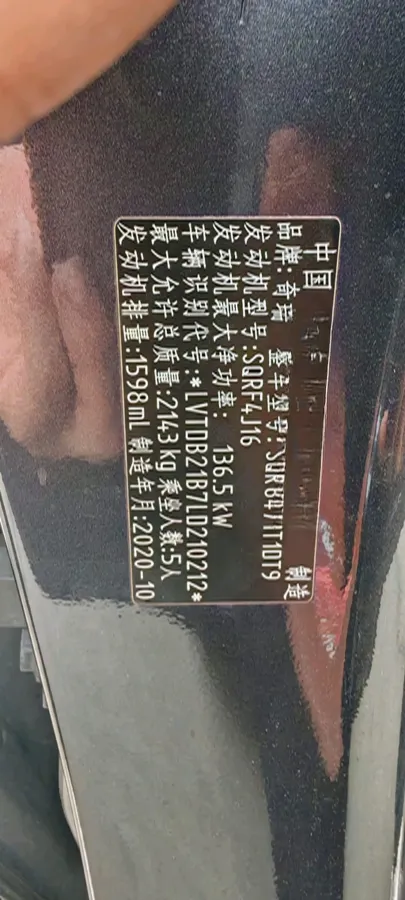 中国 制造
品牌:奇瑞 整车型号:SQR6471T1DT9
发动机型号:SQRF4J16
发动机最大净功率: 136.5 kW
车辆识别代号:*LVTDB21B7LD210212*
最大允许总质量:2143 kg 乘坐人数:5人
发动机排量:1598mL 制造年月:2020-10